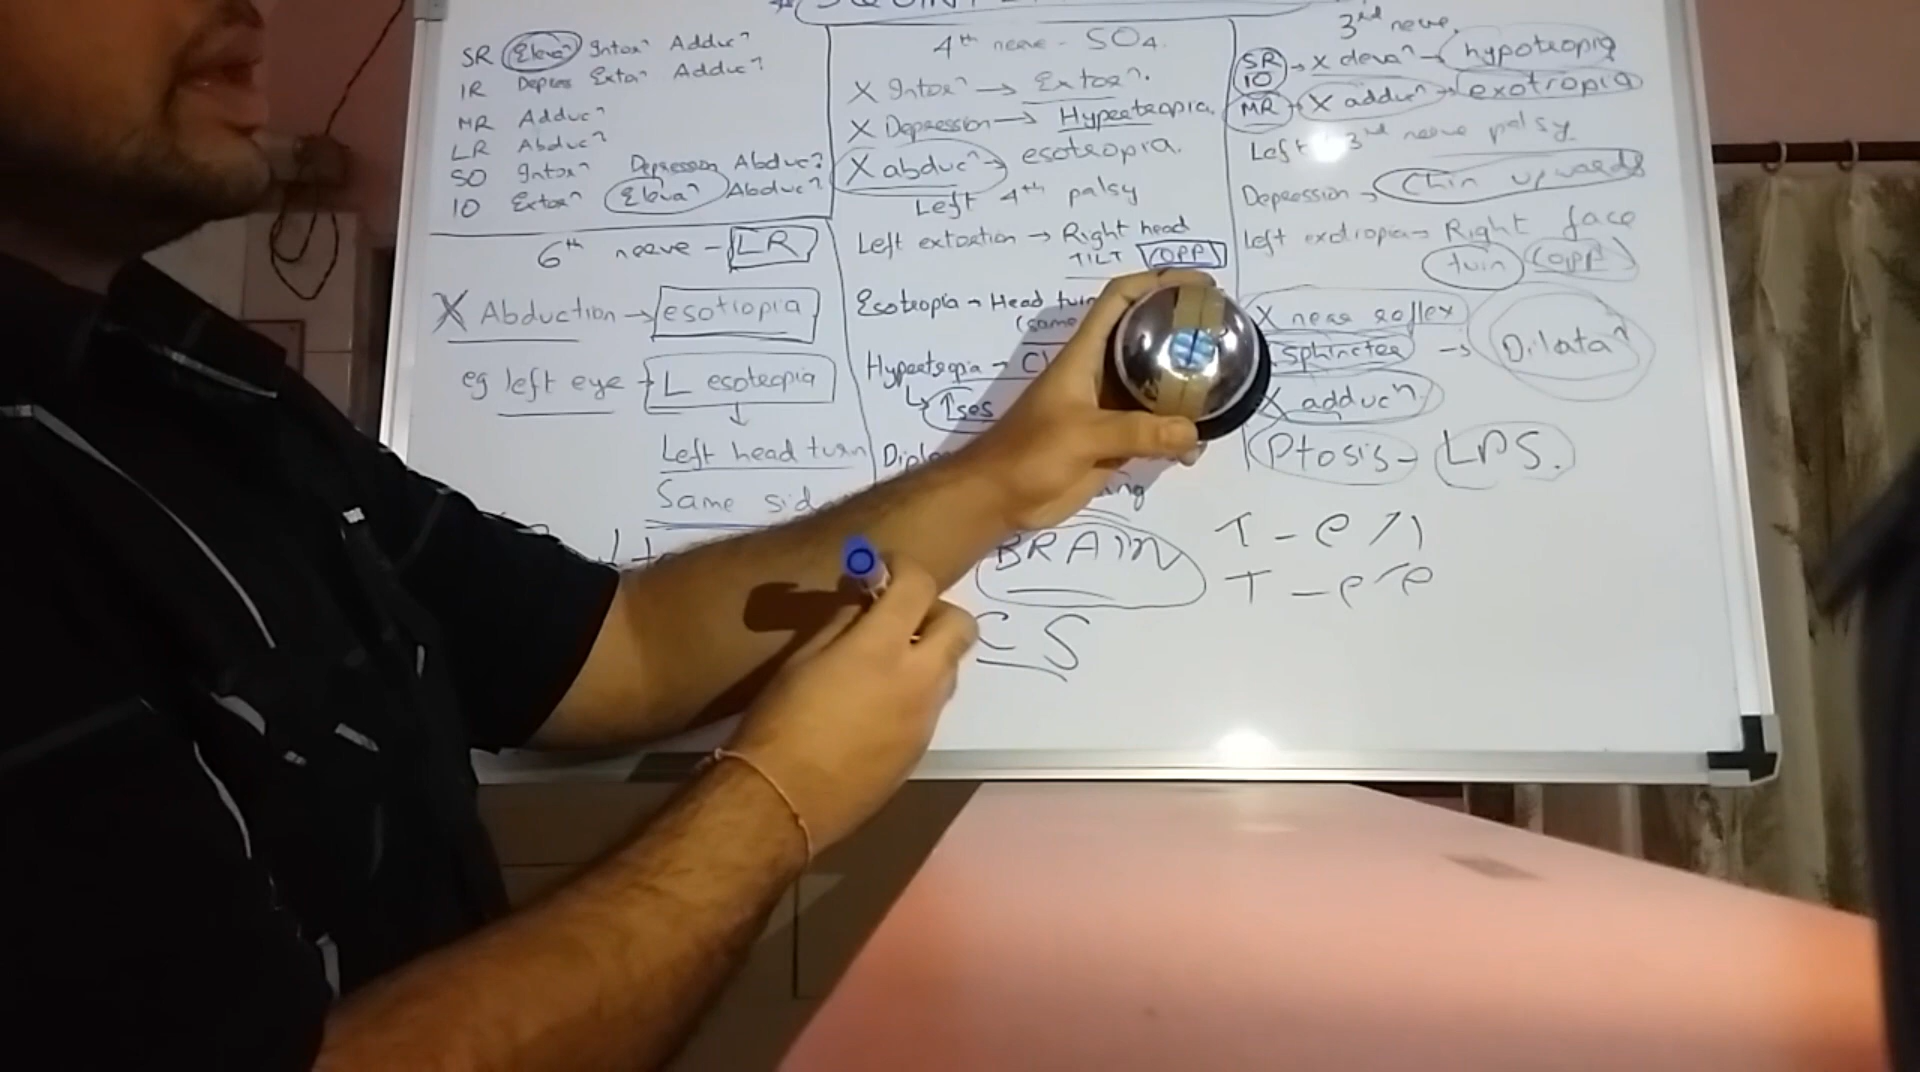 SR Eleva^n Intor^n Adduc^n
IR Depres Extor^n Adduc^n
MR Adduc^n
LR Abduc^n
SO Intor^n Depression Abduc^n
IO Extor^n Eleva^n Abduc^n
6th nerve - LR
X Abduction → esotropia
eg left eye → L esotropia
↓
Left head turn
Same
4th nerve - SO4.
X Intor^n → Extor^n.
X Depression → Hypertropia.
X abduc^n → esotropia.
Left 4th palsy
Left extortion → Right head
TILT OPP
Esotropia → Head turn
(same
Hypertropia →
↳ ↑ses
BRAIN
CS
3rd nerve.
SR
IO → X eleva^n → hypotropia
MR → X adduc^n → exotropia
Left 3rd nerve palsy.
Depression → Chin upwards
Left exotropia → Right face
turn (OPP)
X near reflex
sphincter → Dilata^n
X adduc^n
Ptosis - LPS.